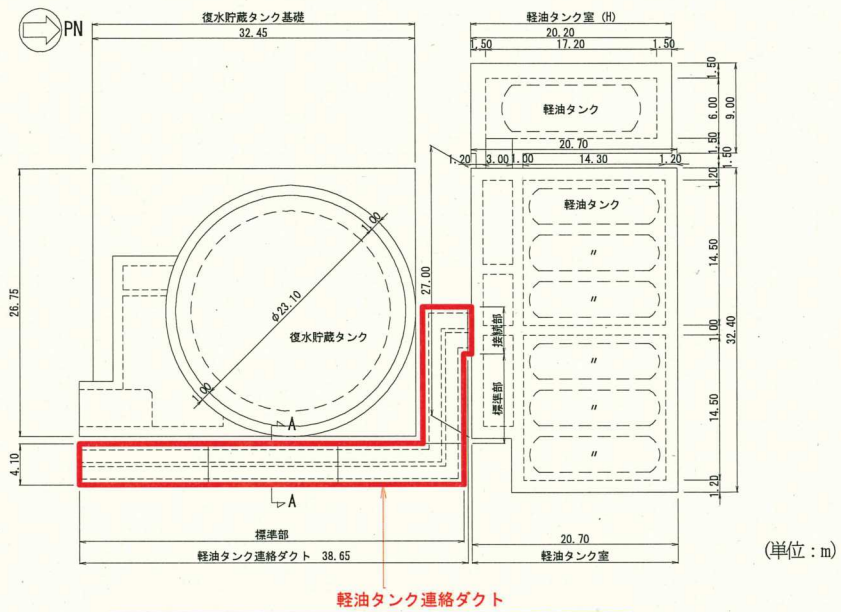 PN
復水貯蔵タンク基礎
32.45
軽油タンク室 (H)
20.20
1.50
17.20
1.50
軽油タンク
1.50
6.00
9.00
1.50
20.70
1.20
3.00
1.00
14.30
1.20
1.50
1.20
軽油タンク
〃
〃
〃
〃
〃
14.50
1.00
32.40
14.50
1.20
26.75
1.00
φ23.10
復水貯蔵タンク
1.00
27.00
接続部
標準部
A
4.10
A
標準部
軽油タンク連絡ダクト 38.65
20.70
軽油タンク室
(単位:m)
軽油タンク連絡ダクト